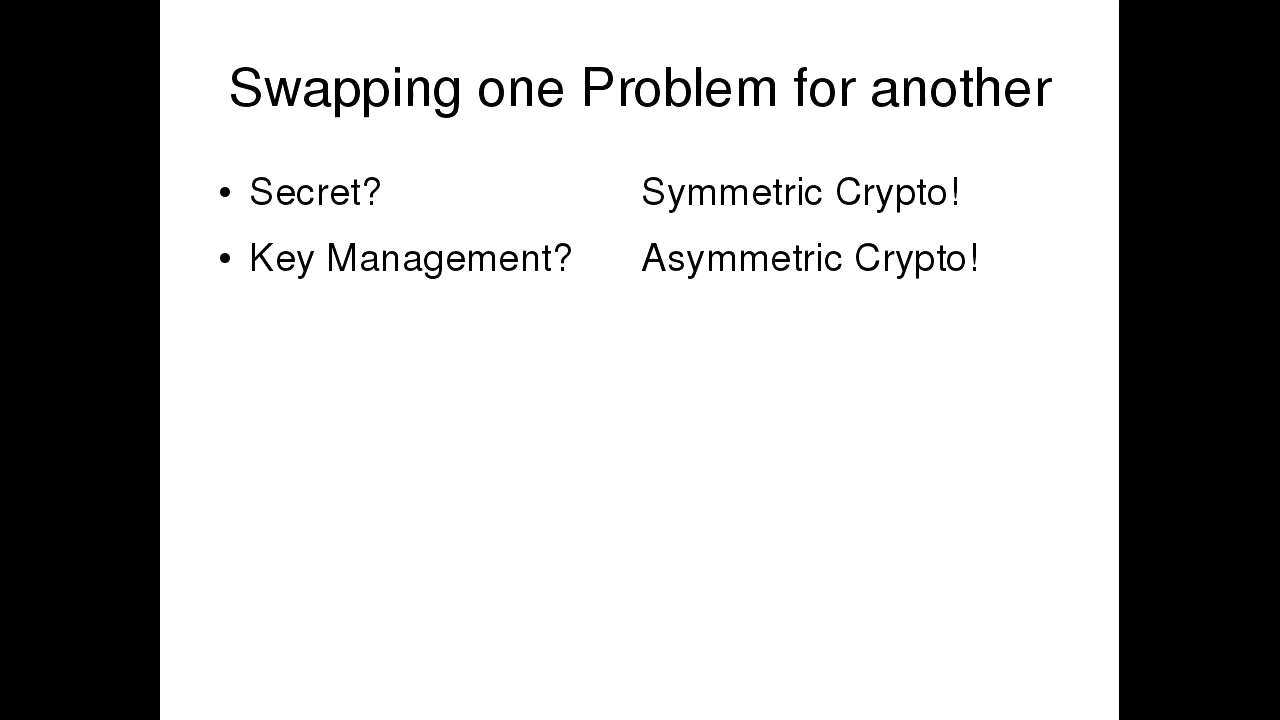 Swapping one Problem for another
• Secret? Symmetric Crypto!
• Key Management? Asymmetric Crypto!